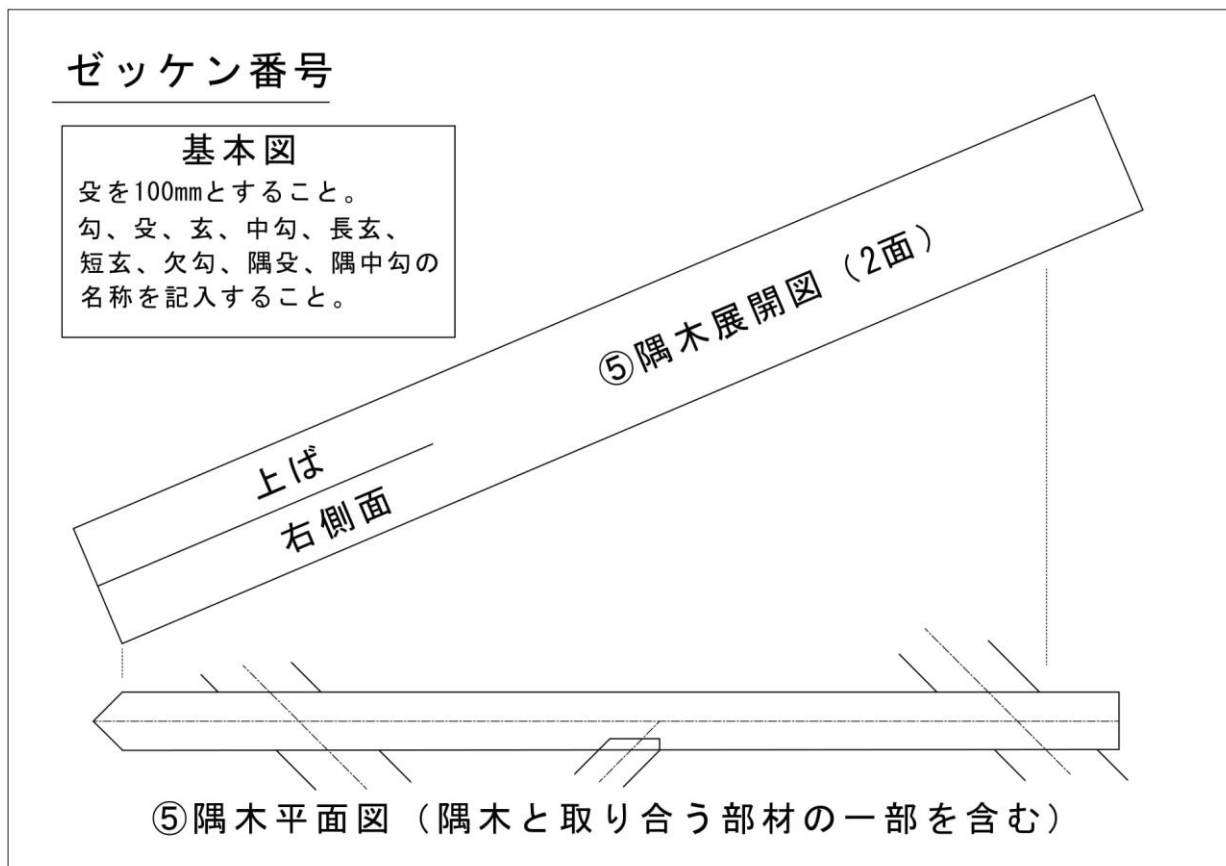 ゼッケン番号
基本図
殳を100mmとすること。
勾、殳、玄、中勾、長玄、
短玄、欠勾、隅殳、隅中勾の
名称を記入すること。
⑤隅木展開図（2面）
上ば
右側面
⑤隅木平面図（隅木と取り合う部材の一部を含む）